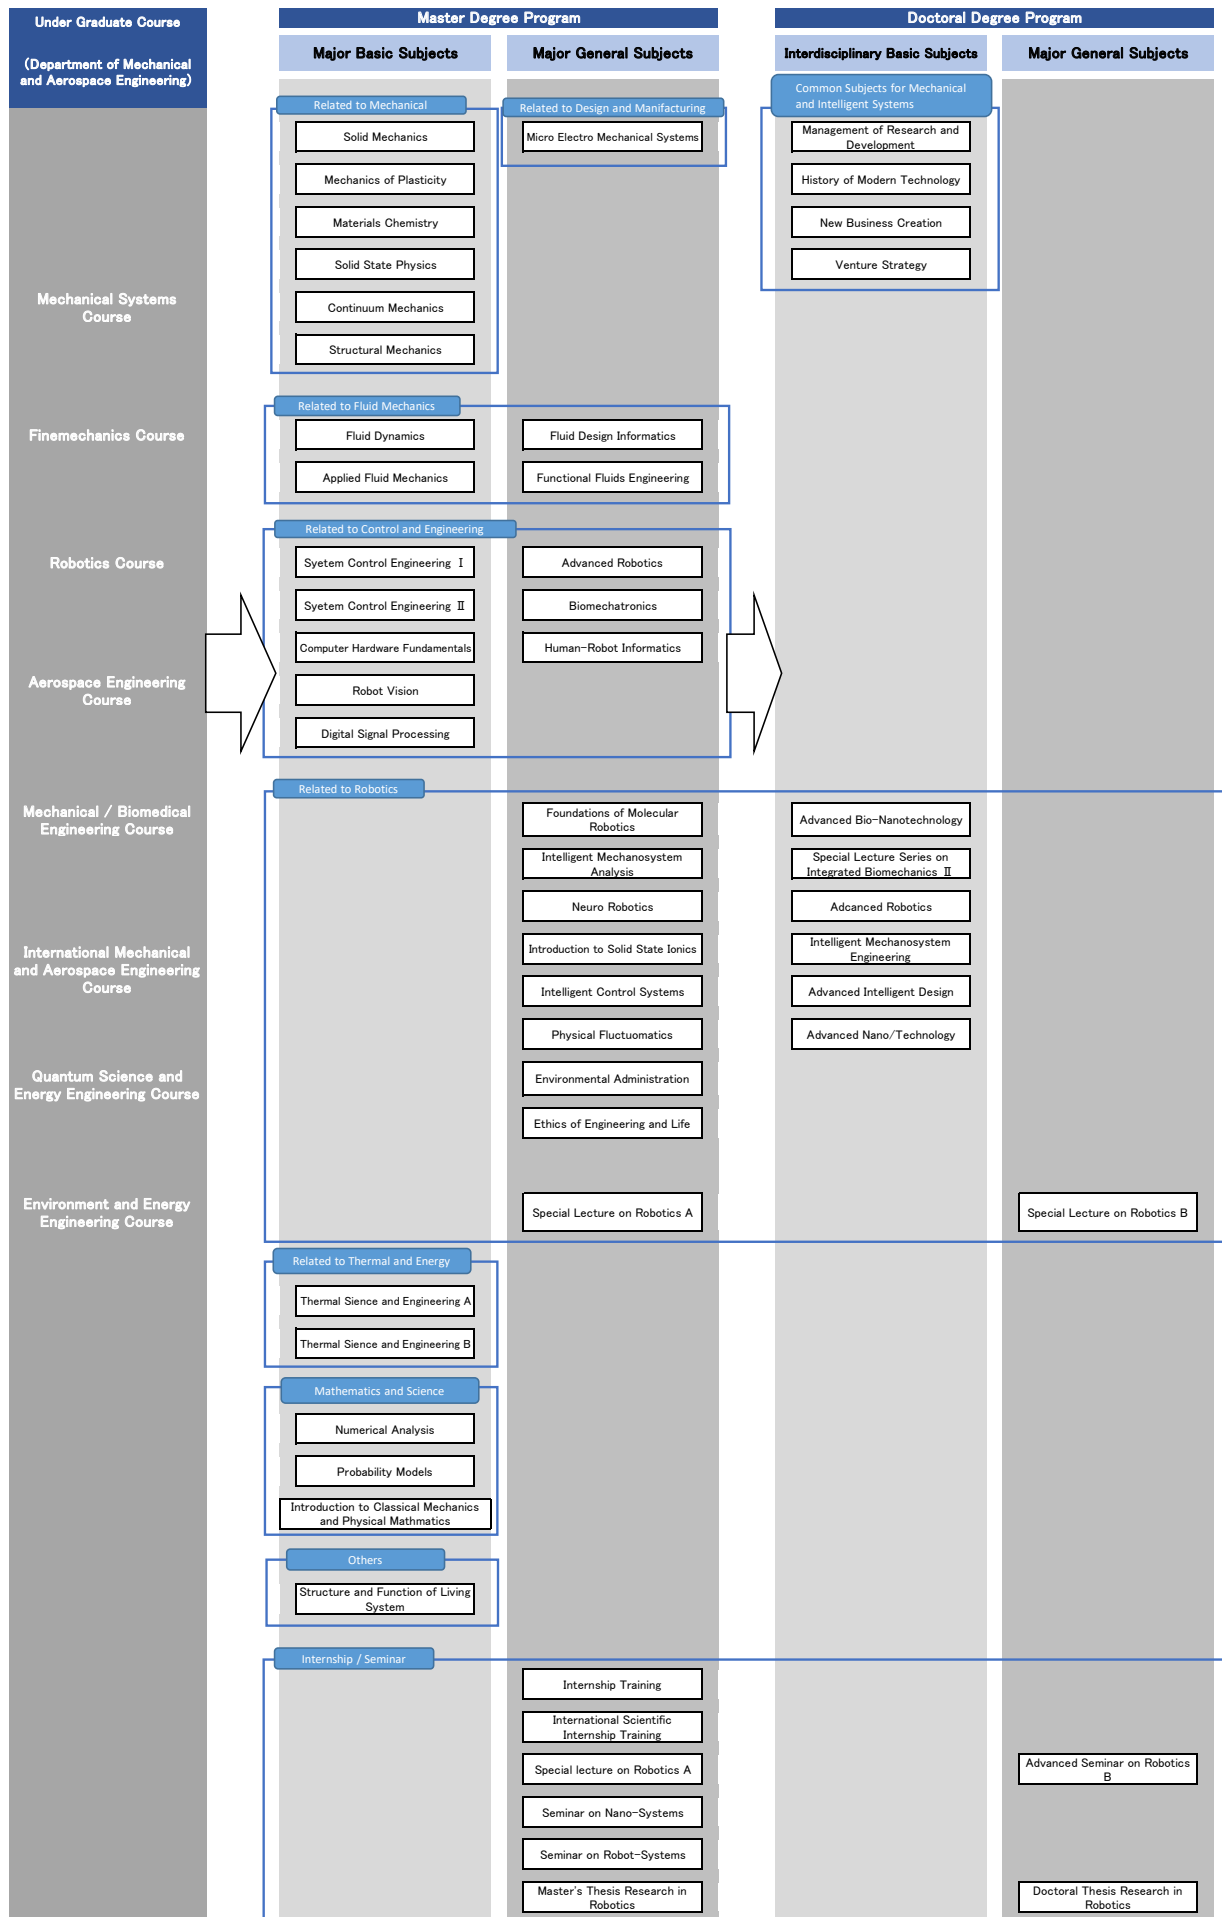 Under Graduate Course
(Department of Mechanical
and Aerospace Engineering)
Mechanical Systems
Course
Finemechanics Course
Robotics Course
Aerospace Engineering
Course
Mechanical / Biomedical
Engineering Course
International Mechanical
and Aerospace Engineering
Course
Quantum Science and
Energy Engineering Course
Environment and Energy
Engineering Course
Master Degree Program
Major Basic Subjects
Major General Subjects
Related to Mechanical
Solid Mechanics
Mechanics of Plasticity
Materials Chemistry
Solid State Physics
Continuum Mechanics
Structural Mechanics
Related to Design and Manifacturing
Micro Electro Mechanical Systems
Related to Fluid Mechanics
Fluid Dynamics
Applied Fluid Mechanics
Fluid Design Informatics
Functional Fluids Engineering
Related to Control and Engineering
Syetem Control Engineering Ⅰ
Syetem Control Engineering Ⅱ
Computer Hardware Fundamentals
Robot Vision
Digital Signal Processing
Advanced Robotics
Biomechatronics
Human-Robot Informatics
Related to Robotics
Foundations of Molecular
Robotics
Intelligent Mechanosystem
Analysis
Neuro Robotics
Introduction to Solid State Ionics
Intelligent Control Systems
Physical Fluctuomatics
Environmental Administration
Ethics of Engineering and Life
Special Lecture on Robotics A
Related to Thermal and Energy
Thermal Sience and Engineering A
Thermal Sience and Engineering B
Mathematics and Science
Numerical Analysis
Probability Models
Introduction to Classical Mechanics
and Physical Mathmatics
Others
Structure and Function of Living
System
Internship / Seminar
Internship Training
International Scientific
Internship Training
Special lecture on Robotics A
Seminar on Nano-Systems
Seminar on Robot-Systems
Master's Thesis Research in
Robotics
Doctoral Degree Program
Interdisciplinary Basic Subjects
Major General Subjects
Common Subjects for Mechanical
and Intelligent Systems
Management of Research and
Development
History of Modern Technology
New Business Creation
Venture Strategy
Advanced Bio-Nanotechnology
Special Lecture Series on
Integrated Biomechanics Ⅱ
Adcanced Robotics
Intelligent Mechanosystem
Engineering
Advanced Intelligent Design
Advanced Nano/Technology
Special Lecture on Robotics B
Advanced Seminar on Robotics
B
Doctoral Thesis Research in
Robotics